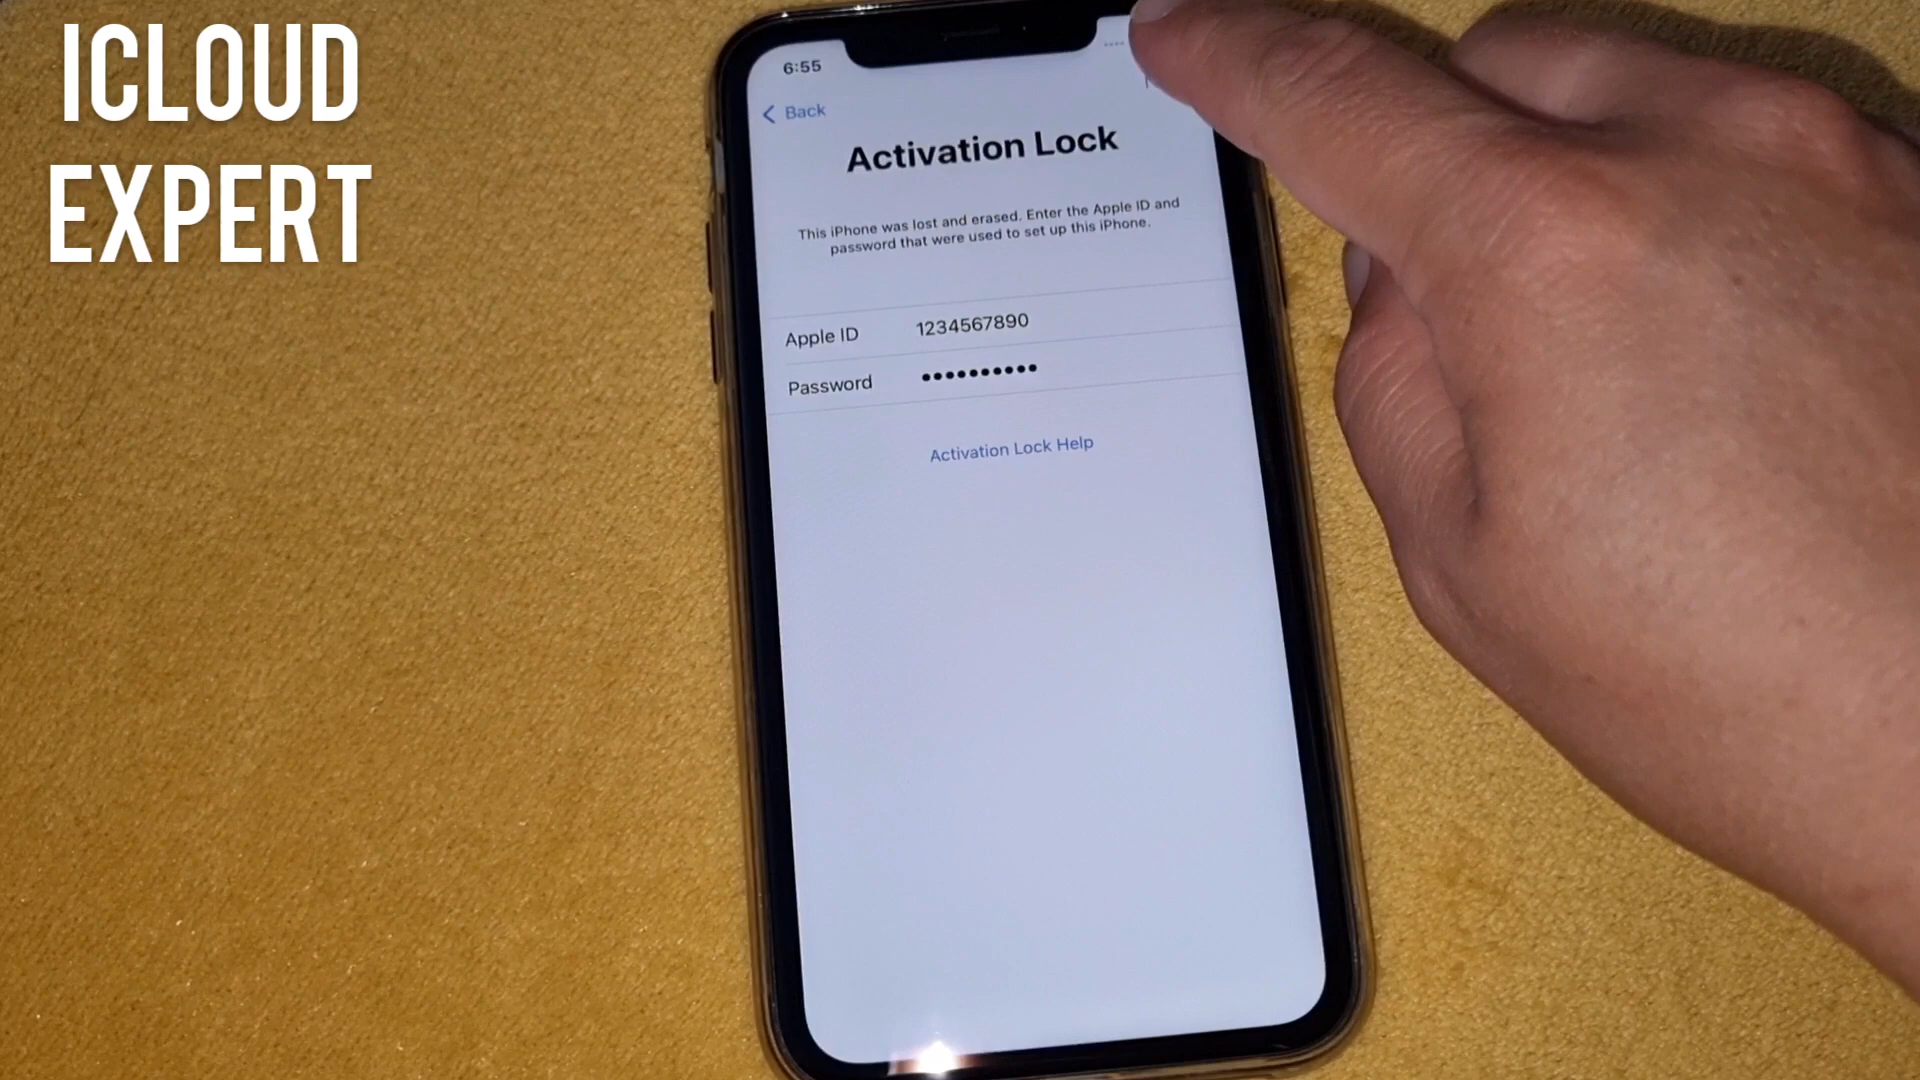 ICLOUD
EXPERT
6:55
Back
Activation Lock
This iPhone was lost and erased. Enter the Apple ID and
password that were used to set up this iPhone.
Apple ID 1234567890
Password ••••••••••
Activation Lock Help